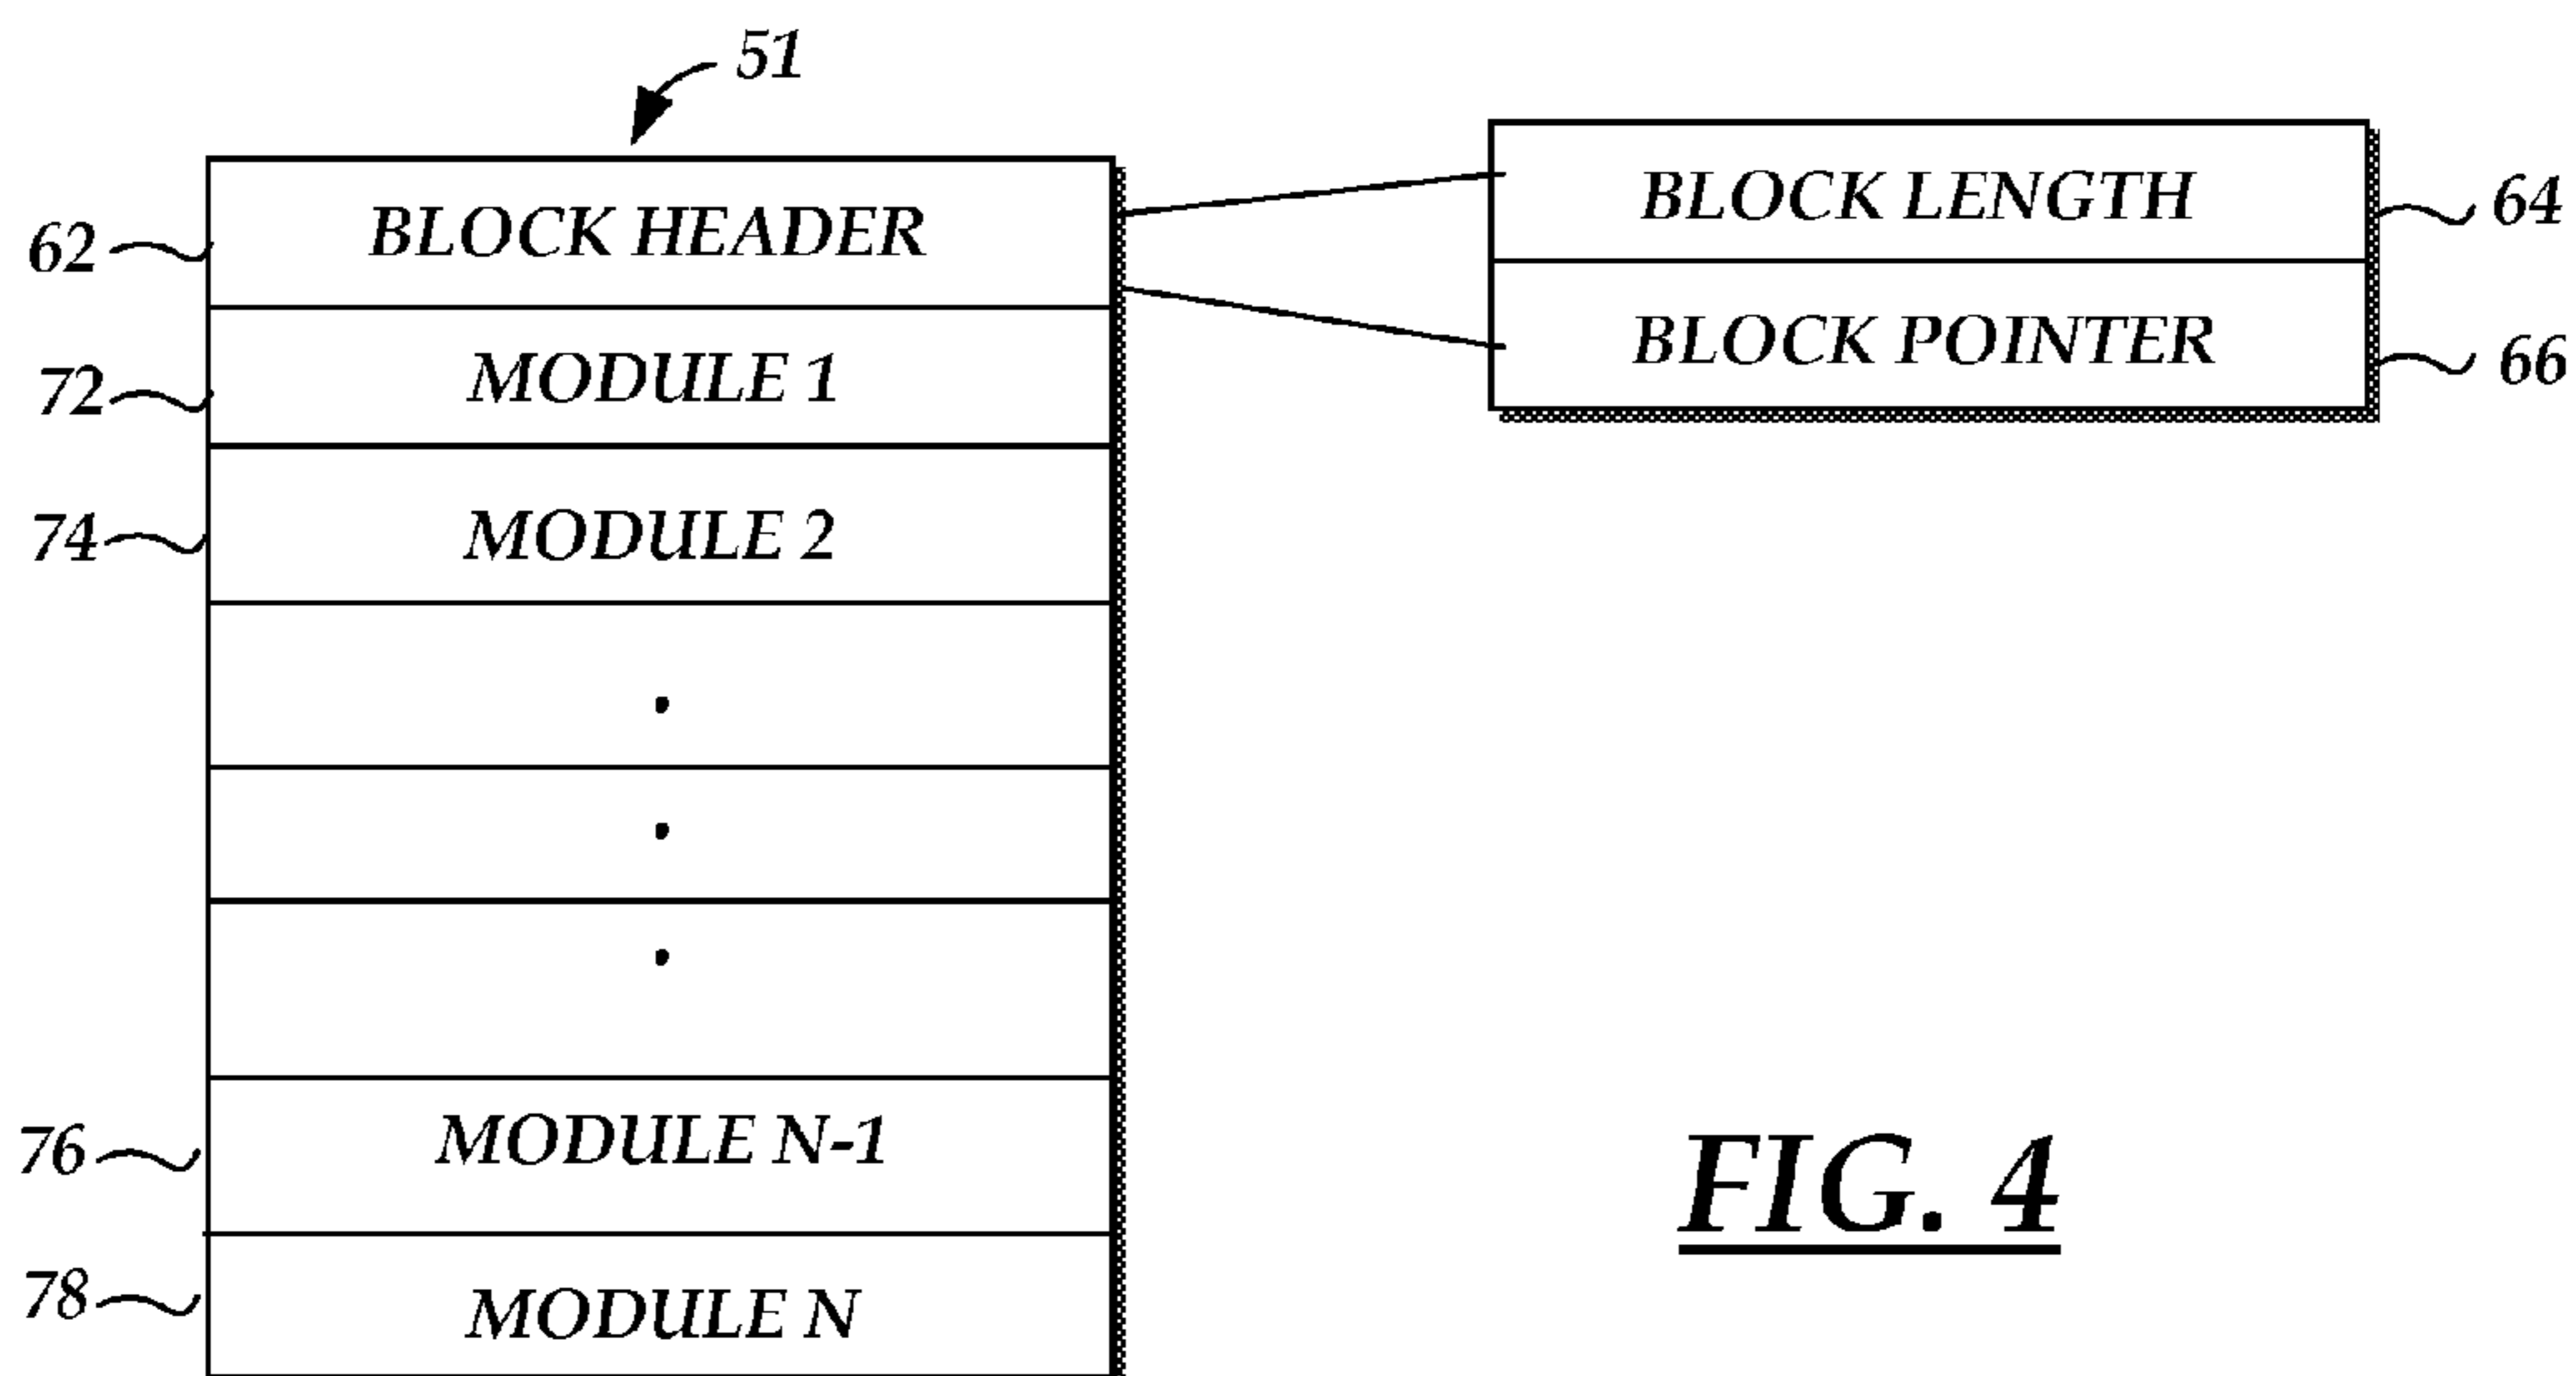 51
62 BLOCK HEADER
BLOCK LENGTH 64
BLOCK POINTER 66
72 MODULE 1
74 MODULE 2
.
.
.
76 MODULE N-1
78 MODULE N
FIG. 4